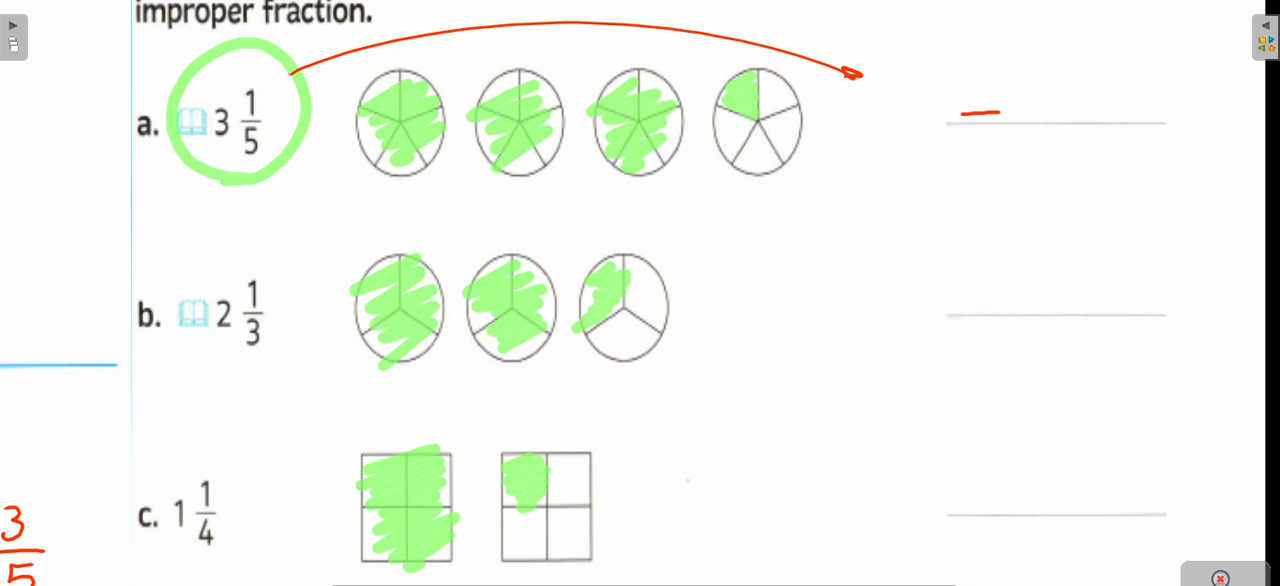 improper fraction.
a. 3 1/5
b. 2 1/3
c. 1 1/4
3/5